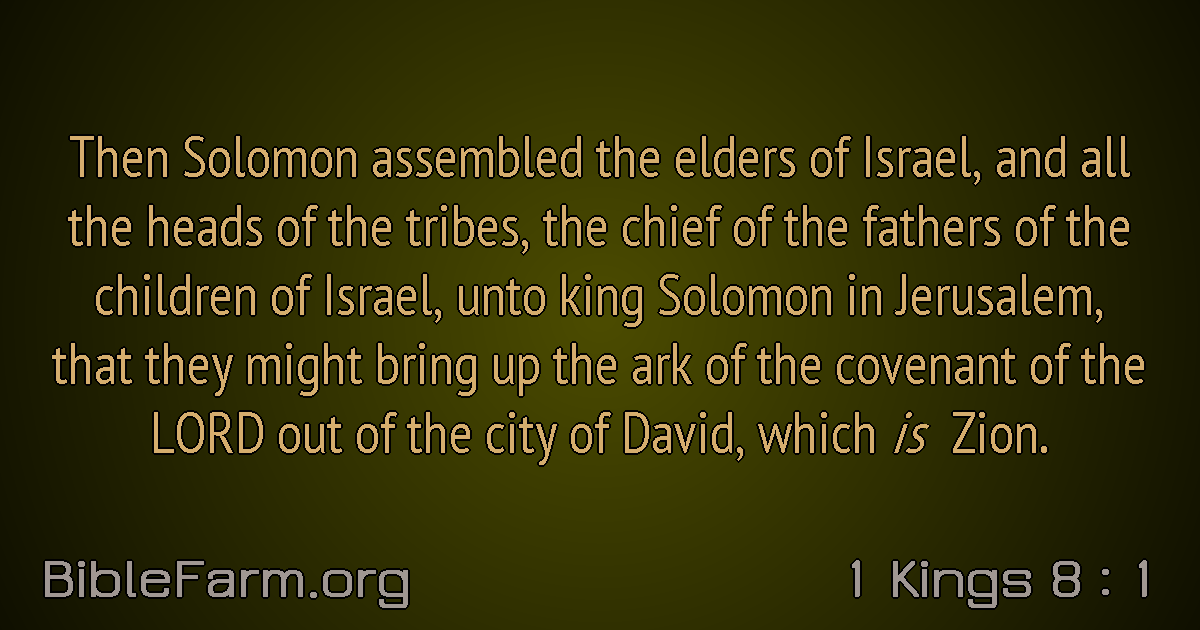 Then Solomon assembled the elders of Israel, and all
the heads of the tribes, the chief of the fathers of the
children of Israel, unto king Solomon in Jerusalem,
that they might bring up the ark of the covenant of the
LORD out of the city of David, which is Zion.
BibleFarm.org
1 Kings 8 : 1